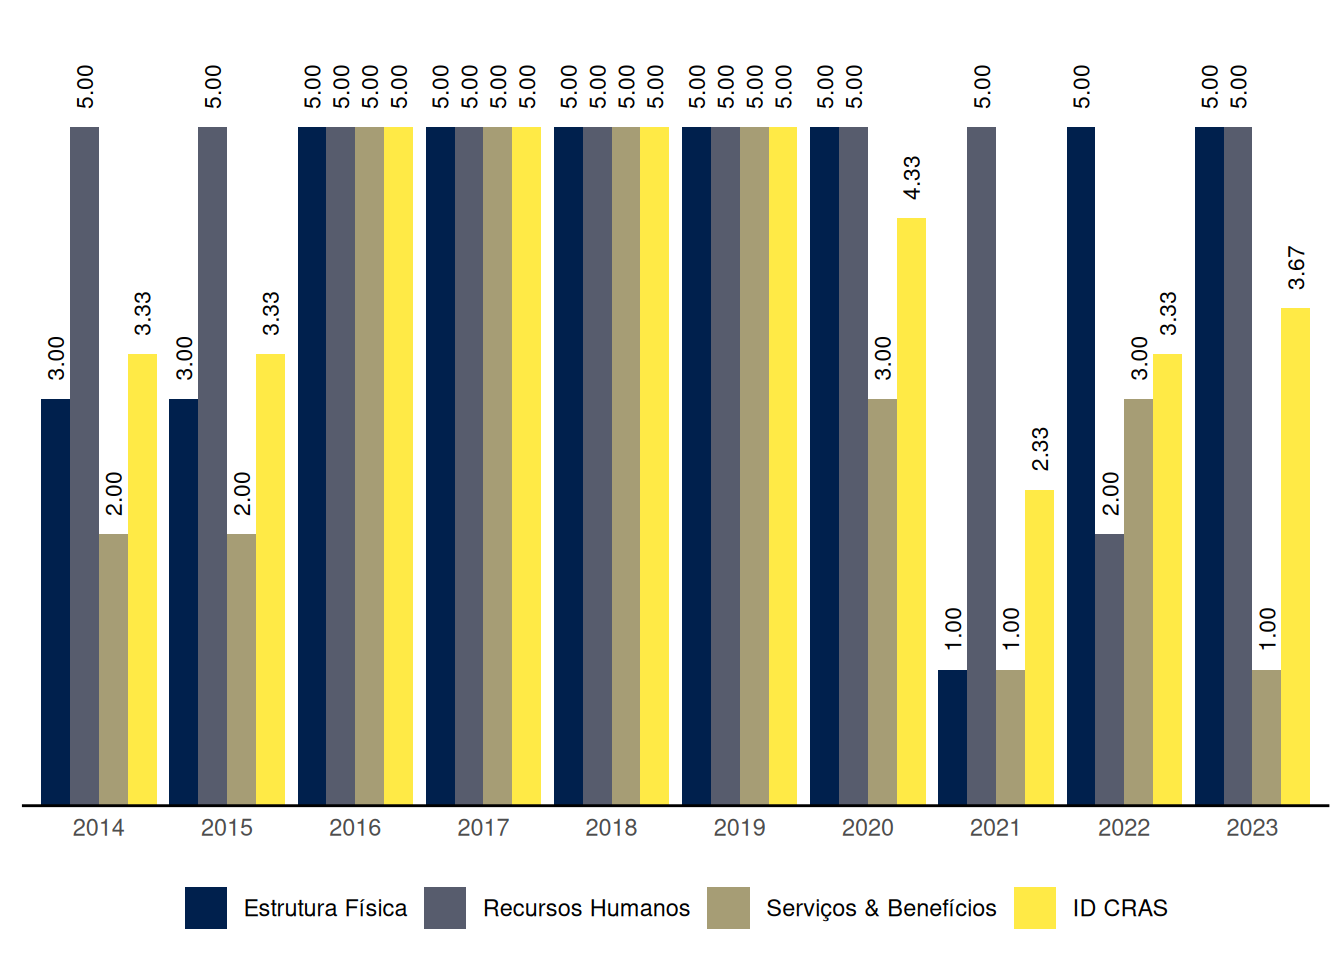 3.00 5.00 2.00 3.33 3.00 5.00 2.00 3.33 5.00 5.00 5.00 5.00 5.00 5.00 5.00 5.00 5.00 5.00 5.00 5.00 5.00 5.00 5.00 5.00 5.00 5.00 3.00 4.33 1.00 5.00 1.00 2.33 5.00 2.00 3.00 3.33 5.00 5.00 1.00 3.67
2014 2015 2016 2017 2018 2019 2020 2021 2022 2023
Estrutura Física Recursos Humanos Serviços & Benefícios ID CRAS